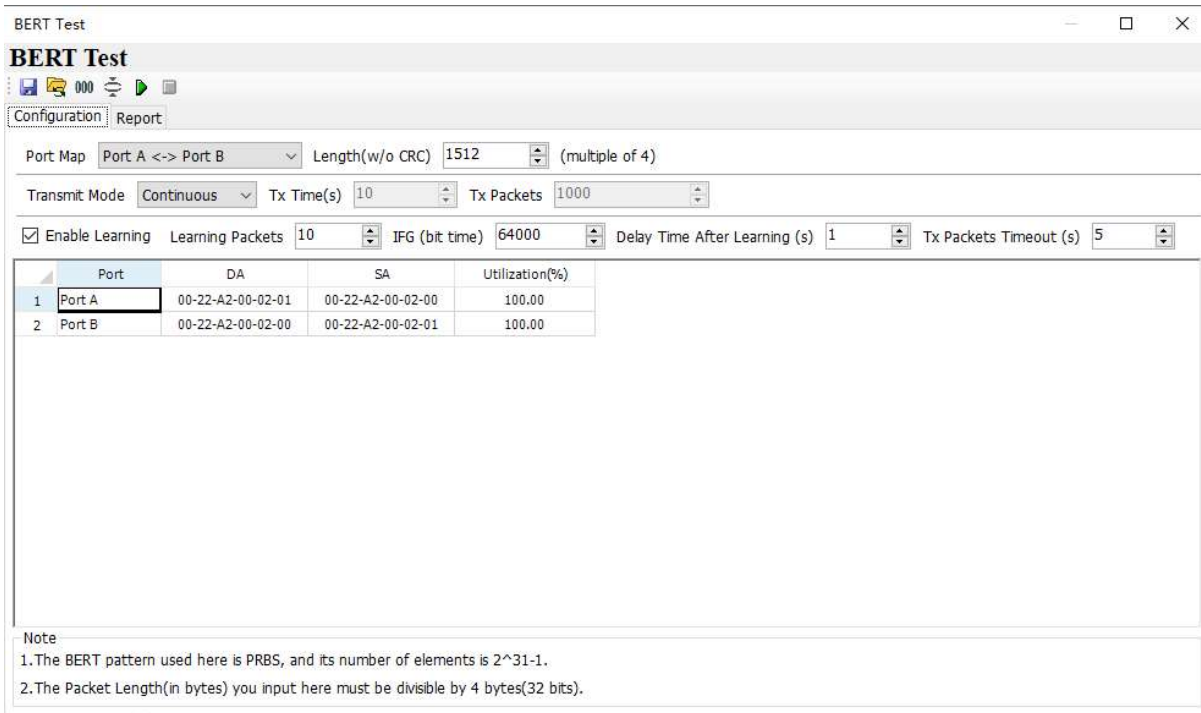 BERT Test
BERT Test
000
Configuration Report
Port Map Port A <-> Port B Length(w/o CRC) 1512 (multiple of 4)
Transmit Mode Continuous Tx Time(s) 10 Tx Packets 1000
Enable Learning Learning Packets 10 IFG (bit time) 64000 Delay Time After Learning (s) 1 Tx Packets Timeout (s) 5
Port DA SA Utilization(%)
1 Port A 00-22-A2-00-02-01 00-22-A2-00-02-00 100.00
2 Port B 00-22-A2-00-02-00 00-22-A2-00-02-01 100.00
Note
1.The BERT pattern used here is PRBS, and its number of elements is 2^31-1.
2.The Packet Length(in bytes) you input here must be divisible by 4 bytes(32 bits).